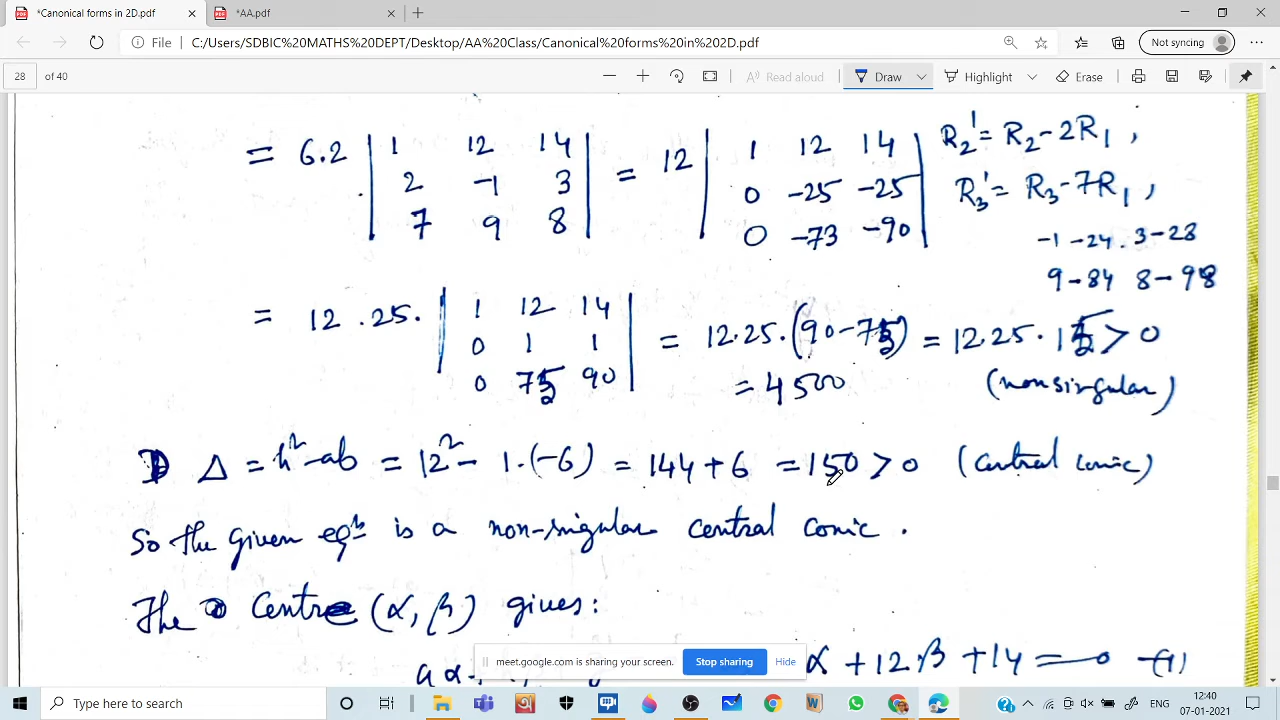 *Canonical forms in 2D.pdf
*AA.pdf
File C:/Users/SDBIC%20MATHS%20DEPT/Desktop/AA%20Class/Canonical%20forms%20in%202D.pdf
Not syncing
28 of 40
Read aloud
Draw
Highlight
Erase
= 6.2 | 1 12 14 | = 12 | 1 12 14 | R2' = R2 - 2R1,
| 2 -1 3 | | 0 -25 -25 | R3' = R3 - 7R1,
| 7 9 8 | | 0 -73 -90 |
-1 -24. 3-28
9-84 8-98
= 12.25. | 1 12 14 | = 12.25.(90-75) = 12.25.15 > 0
| 0 1 1 |
| 0 75 90 | = 4500 (nonsingular)
Δ = h²-ab = 12² - 1.(-6) = 144+6 = 150 > 0 (central conic)
So the given eqn is a non-singular central conic.
The Centre (α, β) gives:
meet.google.com is sharing your screen. Stop sharing Hide
aα α + 12β + 14 = 0 -(1)
Type here to search
12:40
07-01-2021